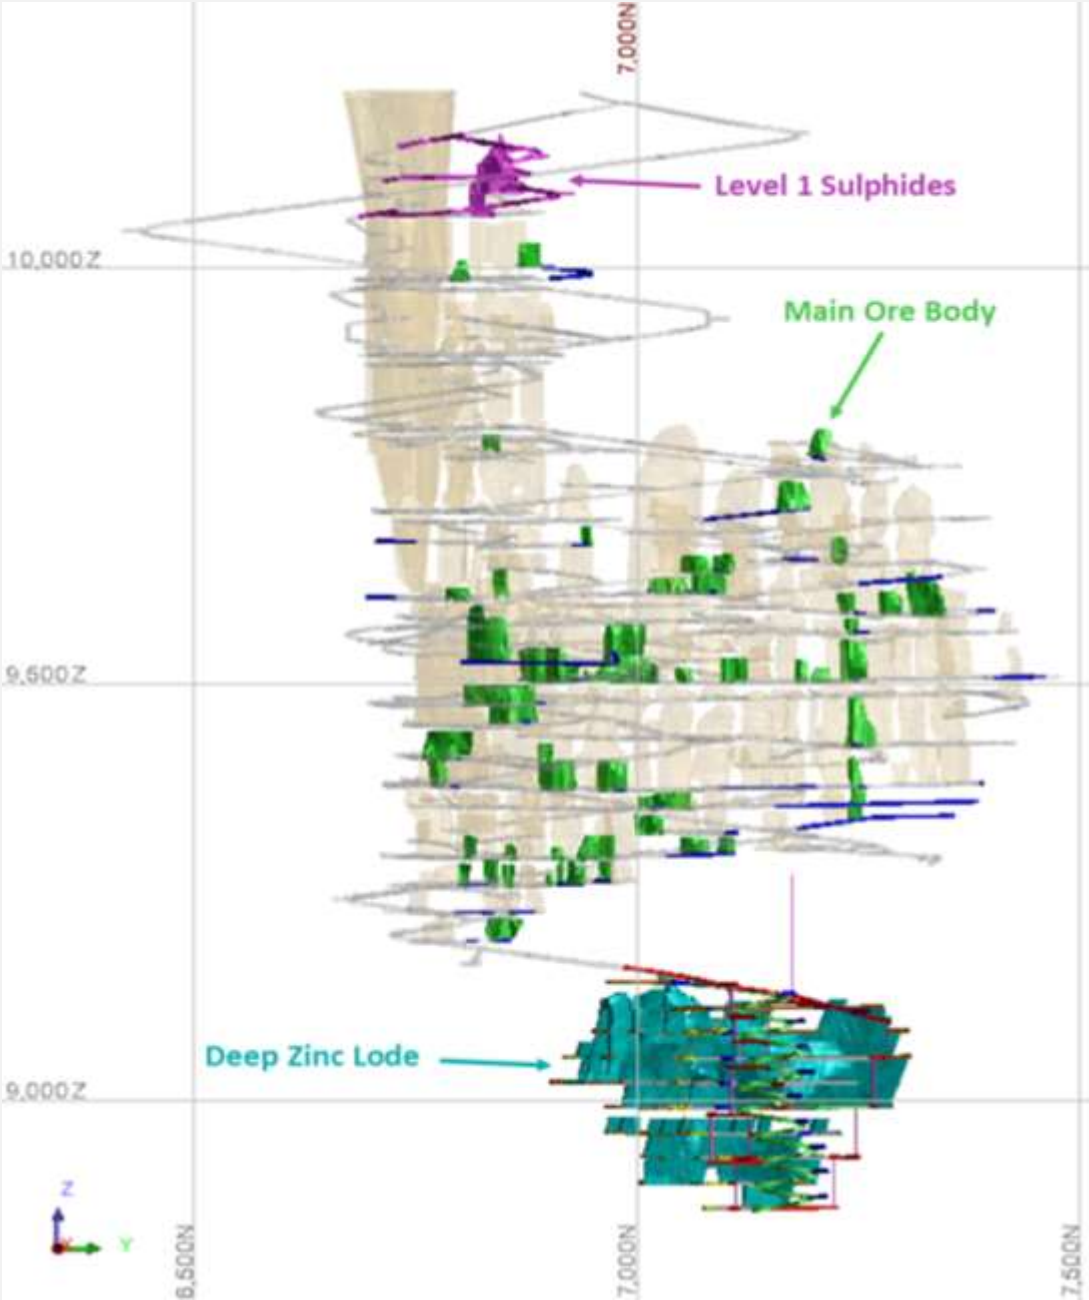 7,000N
Level 1 Sulphides
10,000Z
Main Ore Body
9,500Z
Deep Zinc Lode
9,000Z
Z
X
Y
6,500N
7,000N
7,500N